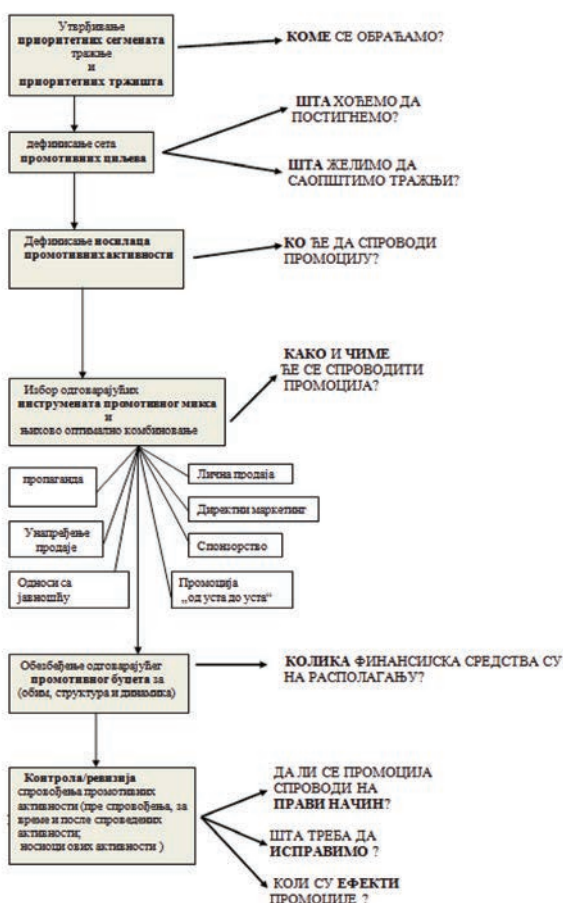 Утврђивање
приоритетних сегмената
тражње
и
приоритетних тржишта
КОМЕ СЕ ОБРАЋАМО?
дефинисање сета
промотивних циљева
ШТА ХОЋЕМО ДА
ПОСТИГНЕМО?
ШТА ЖЕЛИМО ДА
САОПШТИМО ТРАЖЊИ?
Дефинисање носилаца
промотивних активности
КО ЋЕ ДА СПРОВОДИ
ПРОМОЦИЈУ?
Избор одговарајућих
инструмената промотивног микса
и
њихово оптимално комбиновање
КАКО И ЧИМЕ
ЋЕ СЕ СПРОВОДИТИ
ПРОМОЦИЈА?
пропаганда
Лична продаја
Директни маркетинг
Унапређење
продаје
Спонзорство
Односи са
јавношћу
Промоција
„од уста до уста“
Обезбеђење одговарајућег
промотивног буџета за
(обим, структура и динамика)
КОЛИКА ФИНАНСИЈСКА СРЕДСТВА СУ
НА РАСПОЛАГАЊУ?
Контрола/ревизија
спровођења промотивних
активности (пре спровођења, за
време и после спроведених
активности;
носиоци ових активности )
ДА ЛИ СЕ ПРОМОЦИЈА
СПРОВОДИ НА
ПРАВИ НАЧИН?
ШТА ТРЕБА ДА
ИСПРАВИМО ?
КОЈИ СУ ЕФЕКТИ
ПРОМОЦИЈЕ ?